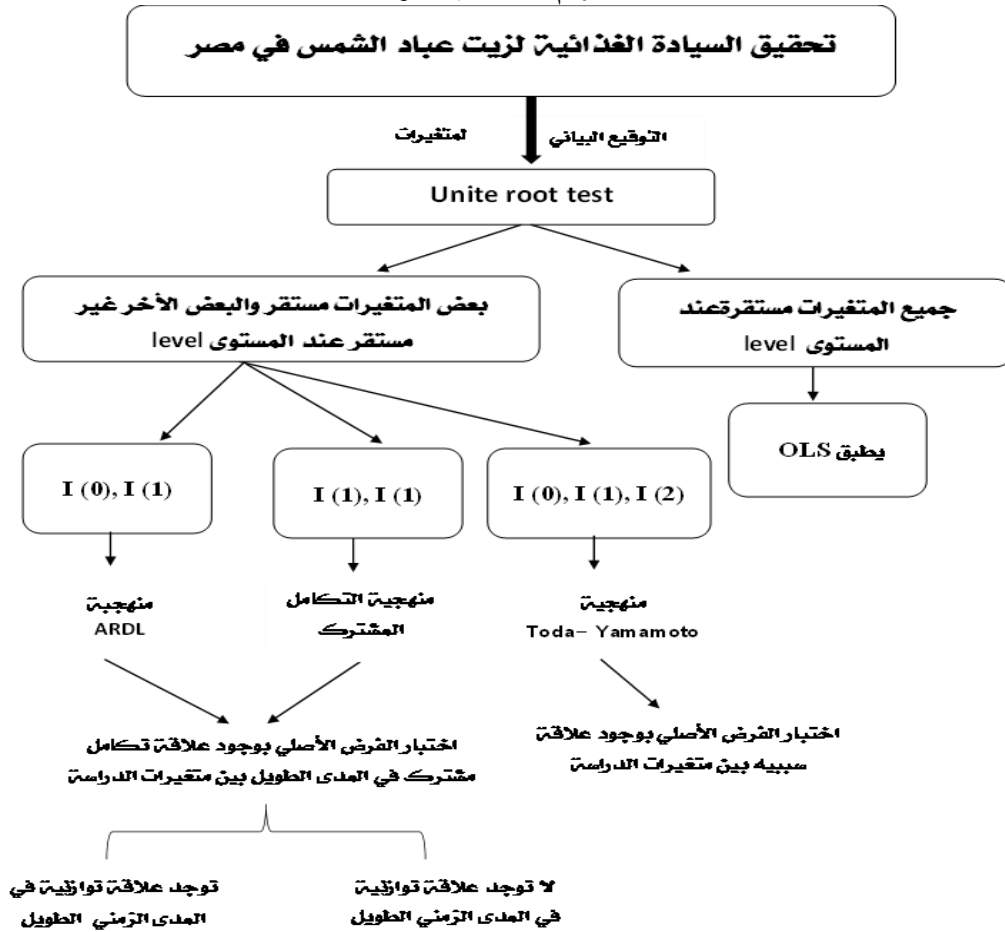 تحقيق السيادة الغذائية لزيت عباد الشمس في مصر
التوقيع البياني
لمتغيرات
Unite root test
جميع المتغيرات مستقرةعند
المستوى level
بعض المتغيرات مستقر والبعض الأخر غير
مستقر عند المستوى level
يطبق OLS
I (0), I (1), I (2)
I (1), I (1)
I (0), I (1)
منهجية
Toda– Yamamoto
منهجية التكامل
المشترك
منهجية
ARDL
اختبار الفرض الأصلي بوجود علاقة
سببيه بين متغيرات الدراسة
اختبار الفرض الأصلي بوجود علاقة تكامل
مشترك في المدى الطويل بين متغيرات الدراسة
لا توجد علاقة توازنية
في المدى الزمني الطويل
توجد علاقة توازنية في
المدى الزمني الطويل